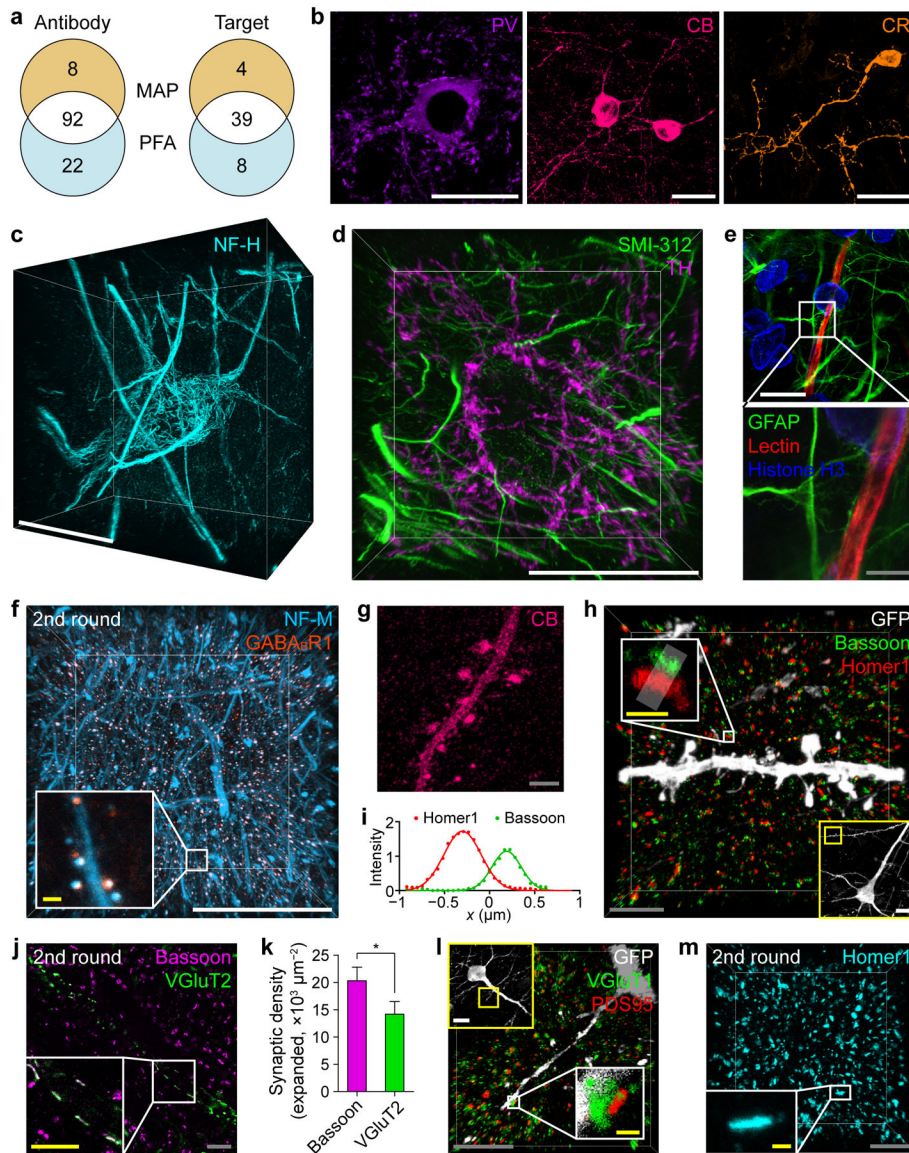 a
Antibody Target
8 4
MAP
92 39
PFA
22 8
b
PV CB CR
c
NF-H
d
SMI-312
TH
e
GFAP
Lectin
Histone H3
f
2nd round NF-M
GABAʙR1
g
CB
h
GFP
Bassoon
Homer1
i
Homer1 Bassoon
Intensity
2
1
0
−1 −0.5 0 0.5 1
x (μm)
j
2nd round Bassoon
VGluT2
k
*
Synaptic density
(expanded, ×10³ μm⁻²)
25
20
15
10
5
0
Bassoon
VGluT2
l
GFP
VGluT1
PDS95
m
2nd round Homer1